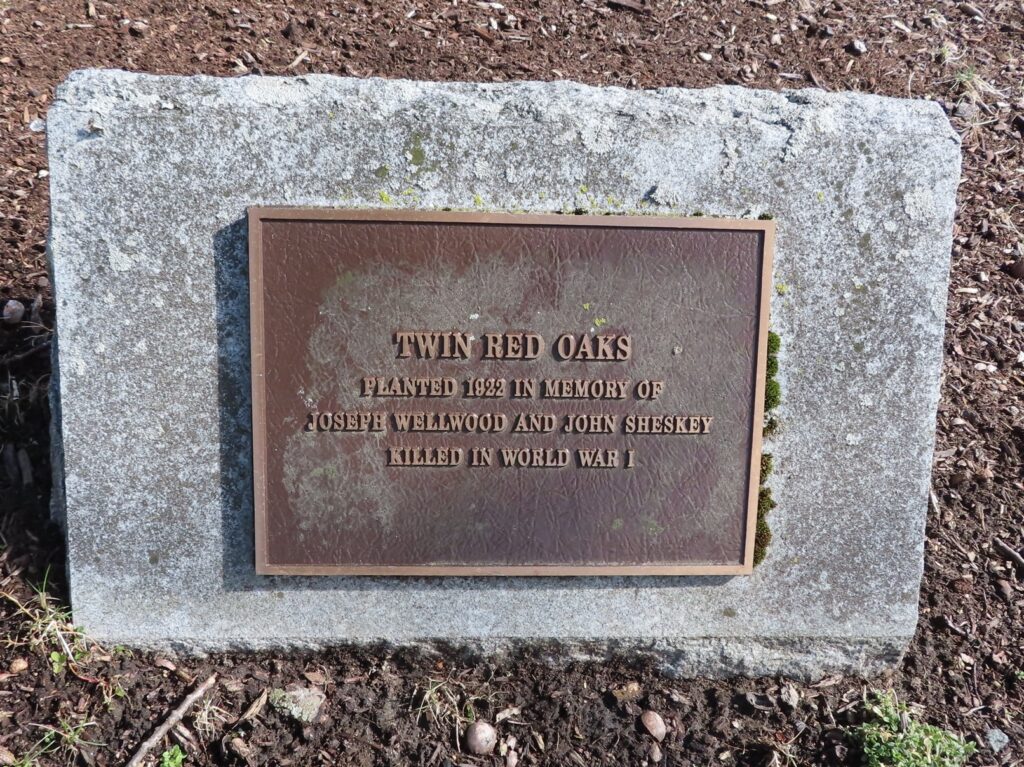 TWIN RED OAKS
PLANTED 1922 IN MEMORY OF
JOSEPH WELLWOOD AND JOHN SHESKEY
KILLED IN WORLD WAR I